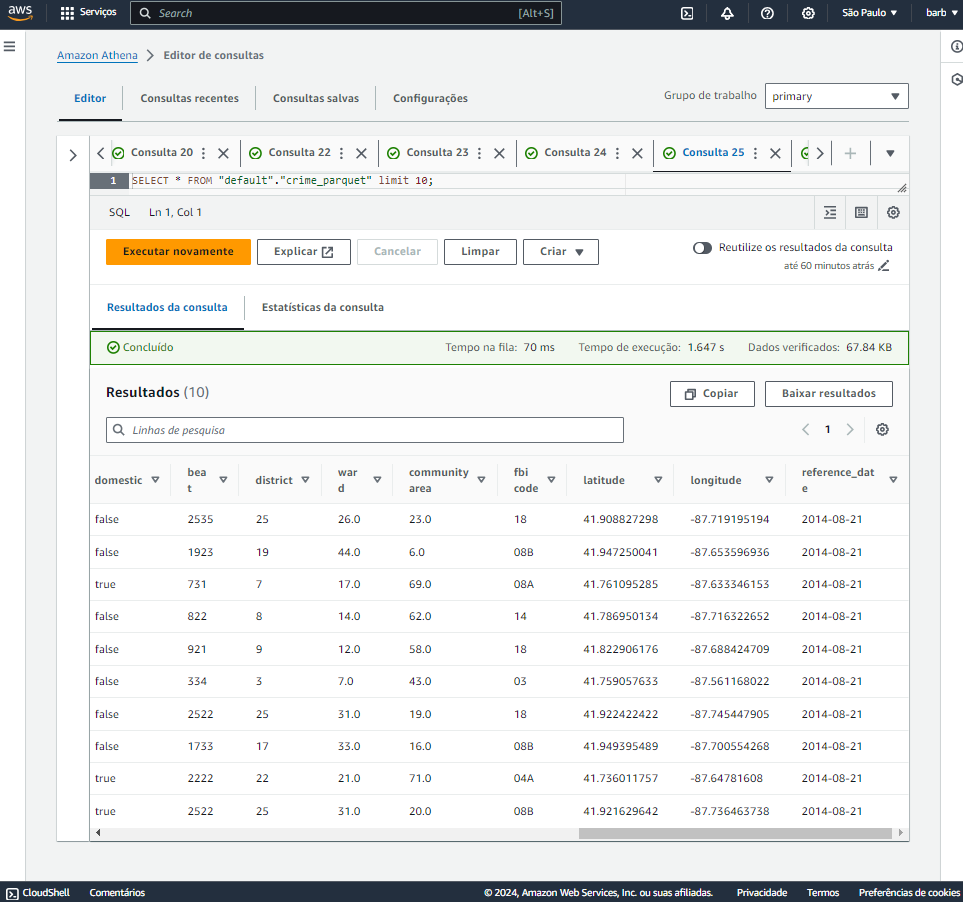 aws Serviços Search [Alt+S] São Paulo ▼ barb ▼
Amazon Athena > Editor de consultas
Editor Consultas recentes Consultas salvas Configurações Grupo de trabalho primary
Consulta 20 Consulta 22 Consulta 23 Consulta 24 Consulta 25
1 SELECT * FROM "default"."crime_parquet" limit 10;
SQL Ln 1, Col 1
Executar novamente Explicar Cancelar Limpar Criar ▼ Reutilize os resultados da consulta
até 60 minutos atrás
Resultados da consulta Estatísticas da consulta
Concluído Tempo na fila: 70 ms Tempo de execução: 1.647 s Dados verificados: 67.84 KB
Resultados (10) Copiar Baixar resultados
Linhas de pesquisa < 1 >
domestic beat district ward community area fbi code latitude longitude reference_date
false 2535 25 26.0 23.0 18 41.908827298 -87.719195194 2014-08-21
false 1923 19 44.0 6.0 08B 41.947250041 -87.653596936 2014-08-21
true 731 7 17.0 69.0 08A 41.761095285 -87.633346153 2014-08-21
false 822 8 14.0 62.0 14 41.786950134 -87.716322652 2014-08-21
false 921 9 12.0 58.0 18 41.822906176 -87.688424709 2014-08-21
false 334 3 7.0 43.0 03 41.759057633 -87.561168022 2014-08-21
false 2522 25 31.0 19.0 18 41.922422422 -87.745447905 2014-08-21
false 1733 17 33.0 16.0 08B 41.949395489 -87.700554268 2014-08-21
true 2222 22 21.0 71.0 04A 41.736011757 -87.64781608 2014-08-21
true 2522 25 31.0 20.0 08B 41.921629642 -87.736463738 2014-08-21
CloudShell Comentários © 2024, Amazon Web Services, Inc. ou suas afiliadas. Privacidade Termos Preferências de cookies